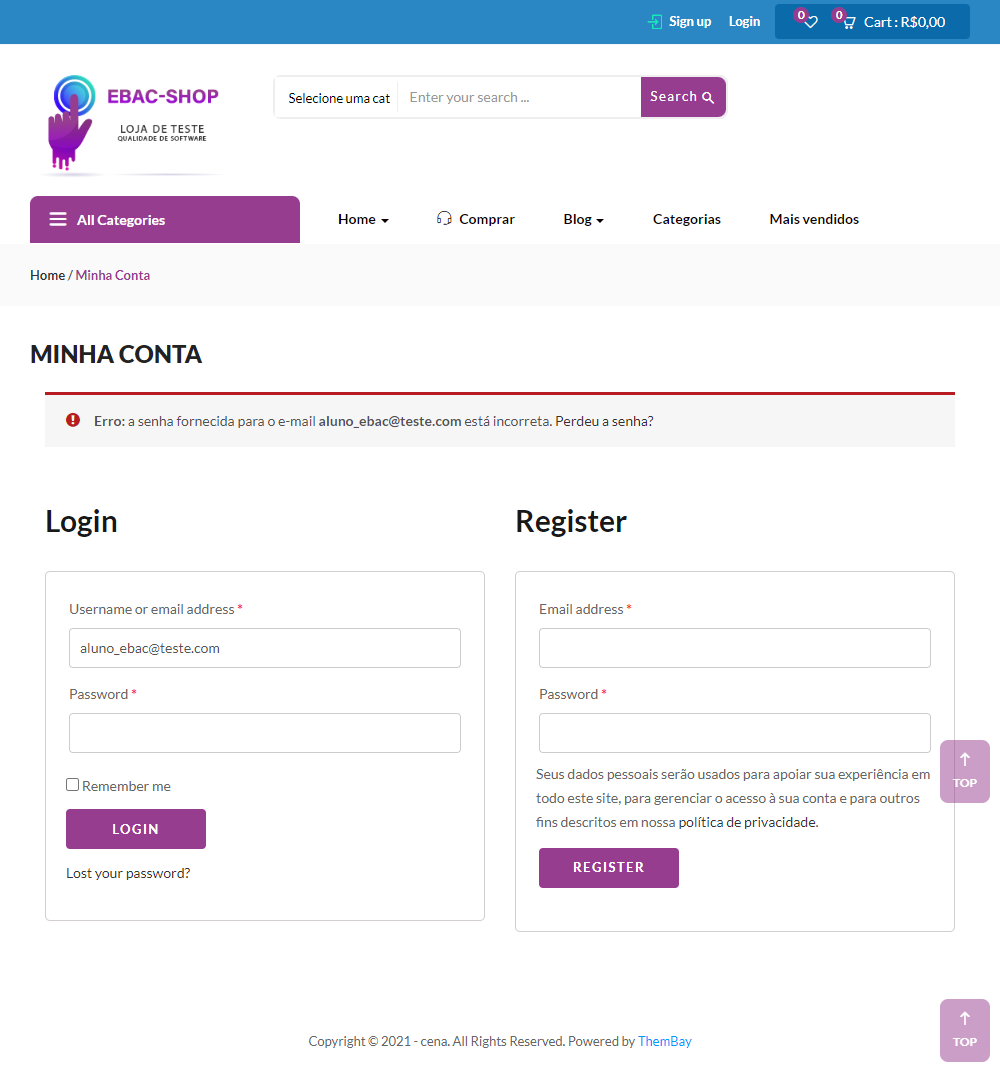 Sign up Login 0 0 Cart : R$0,00
EBAC-SHOP
LOJA DE TESTE
QUALIDADE DE SOFTWARE
Selecione uma cat Enter your search ... Search
All Categories Home Comprar Blog Categorias Mais vendidos
Home / Minha Conta
MINHA CONTA
Erro: a senha fornecida para o e-mail aluno_ebac@teste.com está incorreta. Perdeu a senha?
Login
Username or email address *
aluno_ebac@teste.com
Password *
Remember me
LOGIN
Lost your password?
Register
Email address *
Password *
Seus dados pessoais serão usados para apoiar sua experiência em
todo este site, para gerenciar o acesso à sua conta e para outros
fins descritos em nossa política de privacidade.
REGISTER
TOP
Copyright © 2021 - cena. All Rights Reserved. Powered by ThemBay
TOP